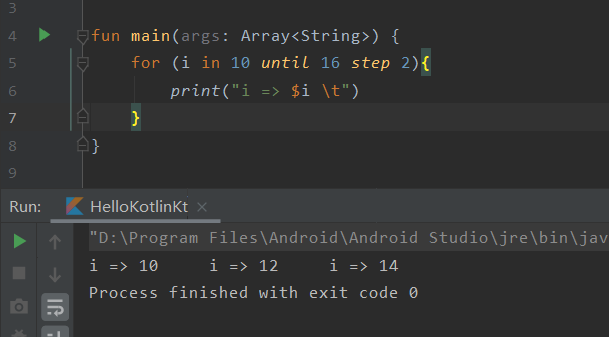 3
4 fun main(args: Array<String>) {
5 for (i in 10 until 16 step 2){
6 print("i => $i \t")
7 }
8 }
9
Run: HelloKotlinKt ×
"D:\Program Files\Android\Android Studio\jre\bin\jav
i => 10 i => 12 i => 14
Process finished with exit code 0